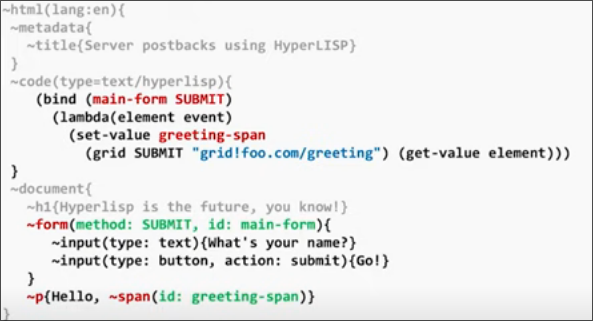 ~html(lang:en){
~metadata{
~title{Server postbacks using HyperLISP}
}
~code(type=text/hyperlisp){
(bind (main-form SUBMIT)
(lambda(element event)
(set-value greeting-span
(grid SUBMIT "grid!foo.com/greeting") (get-value element)))
}
~document{
~h1{Hyperlisp is the future, you know!}
~form(method: SUBMIT, id: main-form){
~input(type: text){What's your name?}
~input(type: button, action: submit){Go!}
}
~p{Hello, ~span(id: greeting-span)}
}